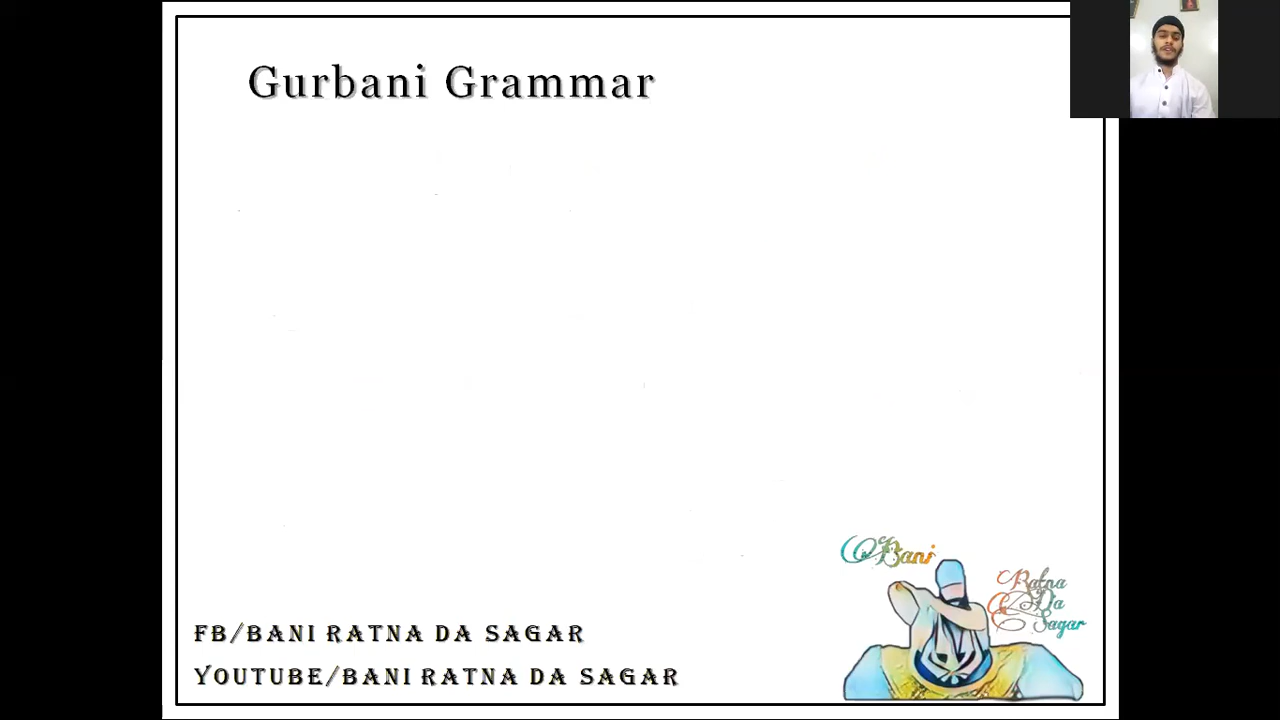 Gurbani Grammar
Bani
Ratna
Da
Sagar
FB/BANI RATNA DA SAGAR
YOUTUBE/BANI RATNA DA SAGAR